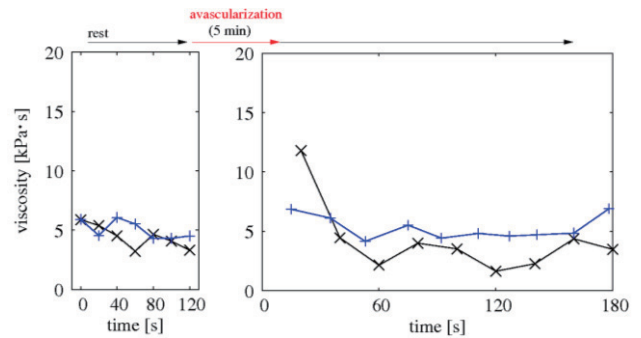 avascularization
rest (5 min)
20 20
15 15
10 10
5 5
0 0
viscosity [kPa·s]
0 40 80 120 0 60 120 180
time [s] time [s]